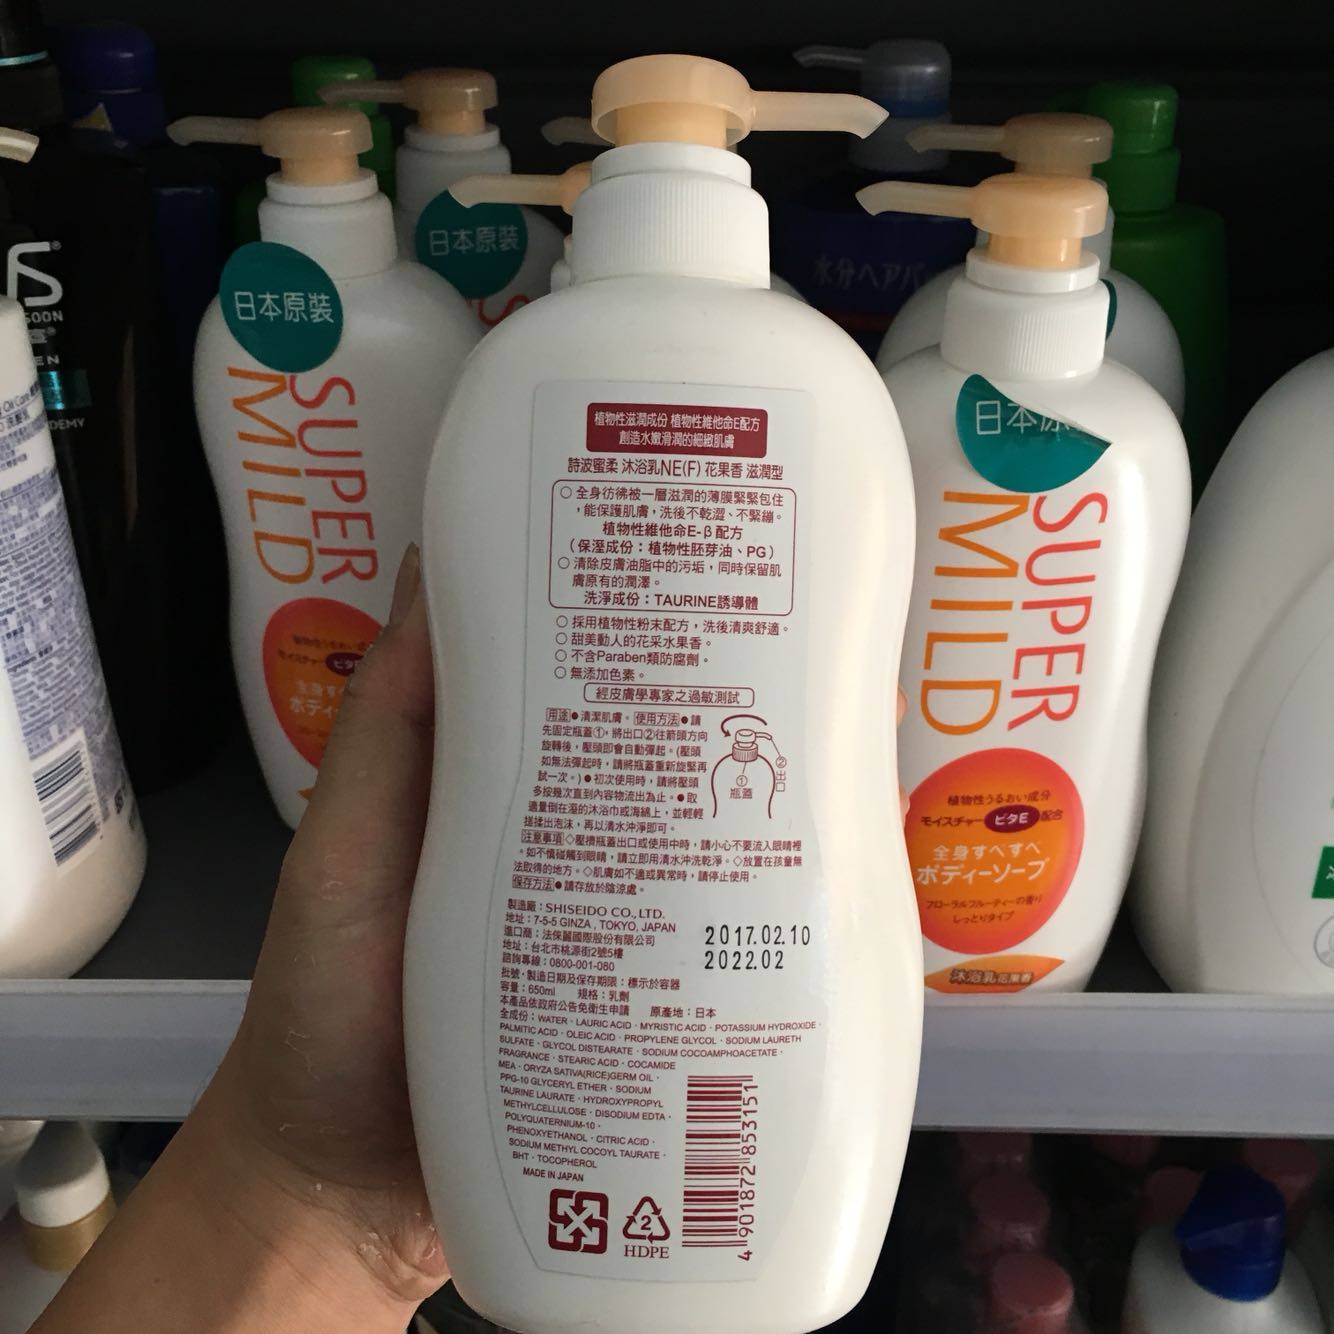 植物性滋潤成份 植物性維他命E配方
創造水嫩滑潤的細緻肌膚
詩波蜜柔 沐浴乳NE(F) 花果香 滋潤型
○ 全身彷彿被一層滋潤的薄膜緊緊包住
,能保護肌膚，洗後不乾澀、不緊繃。
植物性維他命E-β配方
(保溼成份：植物性胚芽油、PG)
○ 清除皮膚油脂中的污垢，同時保留肌
膚原有的潤澤。
洗淨成份：TAURINE誘導體
○ 採用植物性粉末配方，洗後清爽舒適。
○ 甜美動人的花采水果香。
○ 不含Paraben類防腐劑。
○ 無添加色素。
經皮膚學專家之過敏測試
用途●清潔肌膚。使用方法●請
先固定瓶蓋①，將出口②往箭頭方向
旋轉後，壓頭即會自動彈起。(壓頭
如無法彈起時，請將瓶蓋重新旋緊再
試一次。)●初次使用時，請將壓頭
多按幾次直到內容物流出為止。●取
適量倒在溼的沐浴巾或海綿上，並輕輕
搓揉出泡沫，再以清水沖淨即可。
②出口
①
瓶蓋
注意事項◇壓擠瓶蓋出口或使用中時，請小心不要流入眼睛裡
。如不慎碰觸到眼睛，請立即用清水沖洗乾淨。◇放置在孩童無
法取得的地方。◇肌膚如不適或異常時，請停止使用。
保存方法●請存放於陰涼處。
製造廠：SHISEIDO CO., LTD.
地址：7-5-5 GINZA , TOKYO, JAPAN
進口商：法保麗國際股份有限公司
地址：台北市桃源街2號5樓
諮詢專線：0800-001-080
批號，製造日期及保存期限：標示於容器
容量：650ml 規格：乳劑
本產品依政府公告免衛生申請 原產地：日本
2017.02.10
2022.02
全成份：WATER · LAURIC ACID · MYRISTIC ACID · POTASSIUM HYDROXIDE ·
PALMITIC ACID · OLEIC ACID · PROPYLENE GLYCOL · SODIUM LAURETH
SULFATE · GLYCOL DISTEARATE · SODIUM COCOAMPHOACETATE ·
FRAGRANCE · STEARIC ACID · COCAMIDE
MEA · ORYZA SATIVA(RICE)GERM OIL ·
PPG-10 GLYCERYL ETHER · SODIUM
TAURINE LAURATE · HYDROXYPROPYL
METHYLCELLULOSE · DISODIUM EDTA ·
POLYQUATERNIUM-10 ·
PHENOXYETHANOL · CITRIC ACID ·
SODIUM METHYL COCOYL TAURATE ·
BHT · TOCOPHEROL
MADE IN JAPAN
2
HDPE
4 901872 853151
日本原装
SUPER
MILD
日本原装
日本原
SUPER
MILD
植物性うるおい成分
モイスチャー ビタE 配合
全身すべすべ
ボディーソープ
フローラルフルーティーの香り
しっとりタイプ
沐浴乳 花果香
水分ヘアパ